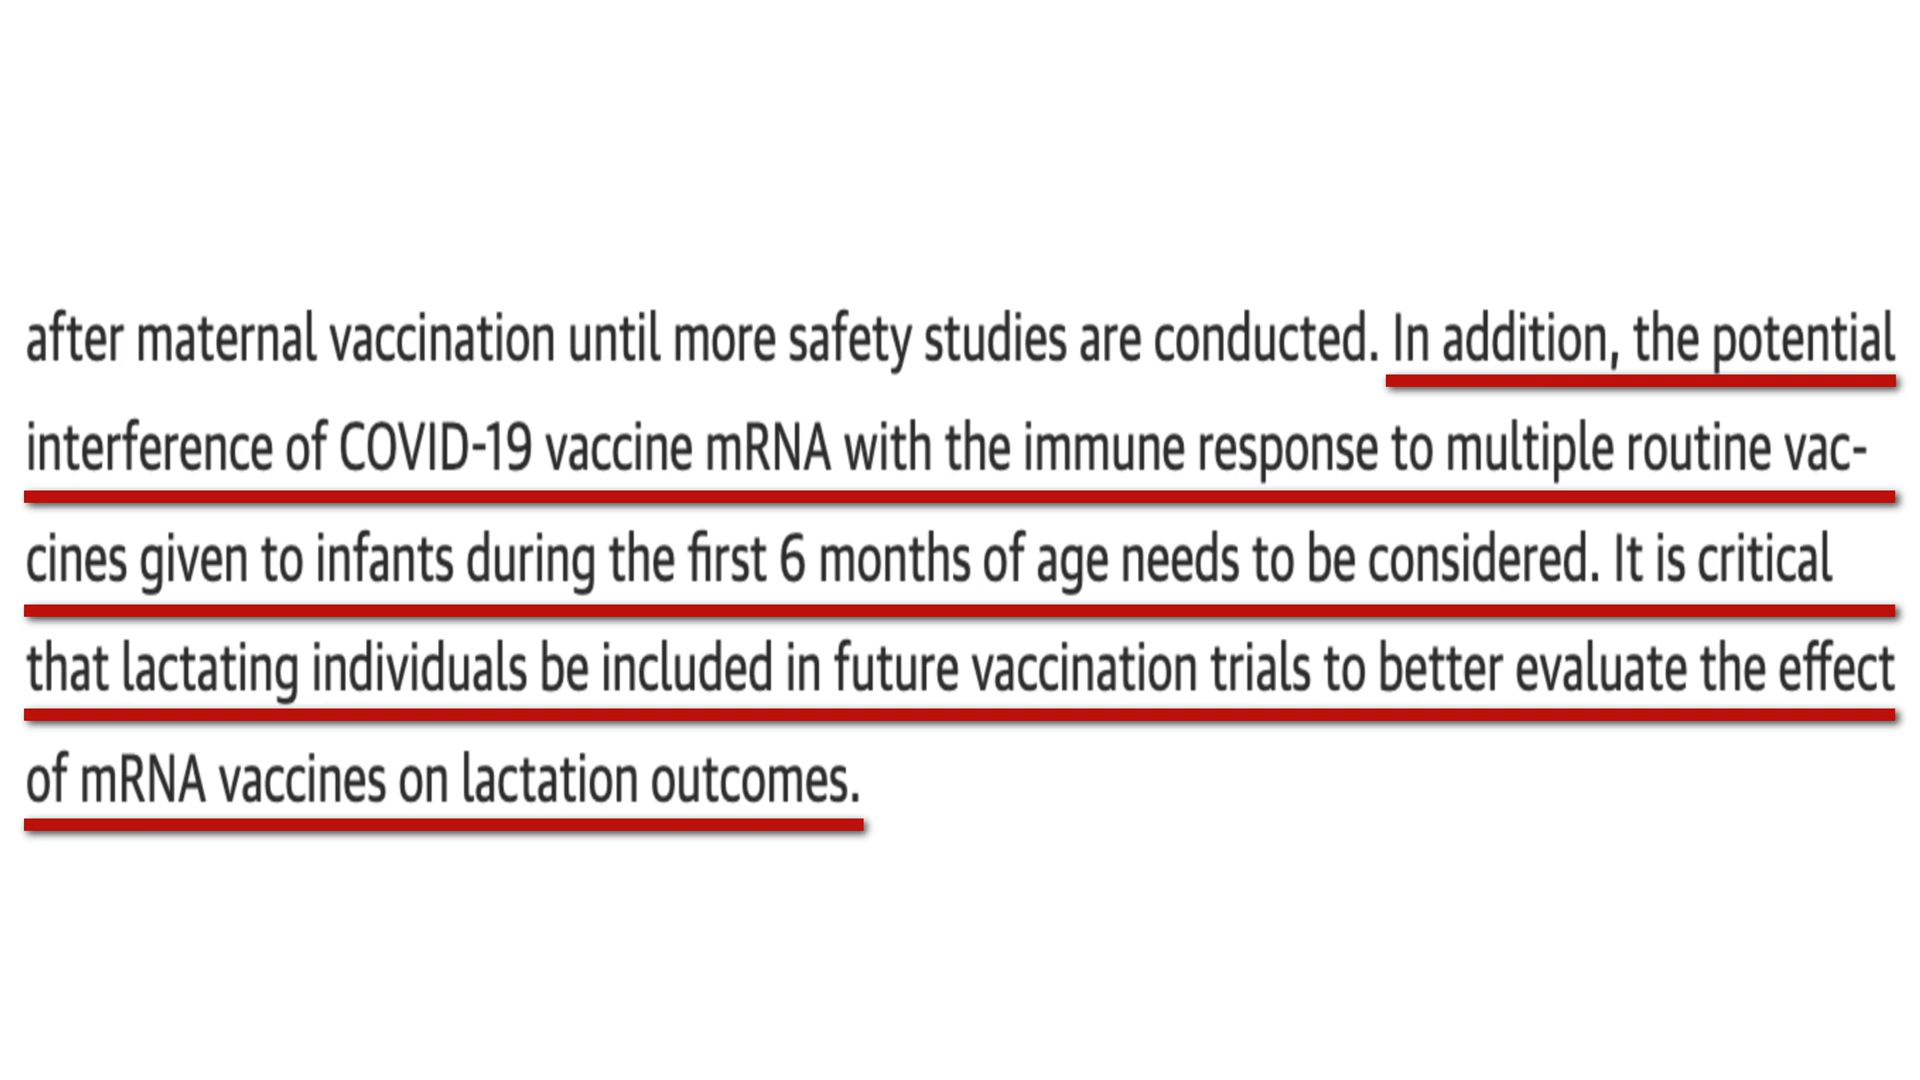 after maternal vaccination until more safety studies are conducted. In addition, the potential
interference of COVID-19 vaccine mRNA with the immune response to multiple routine vac-
cines given to infants during the first 6 months of age needs to be considered. It is critical
that lactating individuals be included in future vaccination trials to better evaluate the effect
of mRNA vaccines on lactation outcomes.